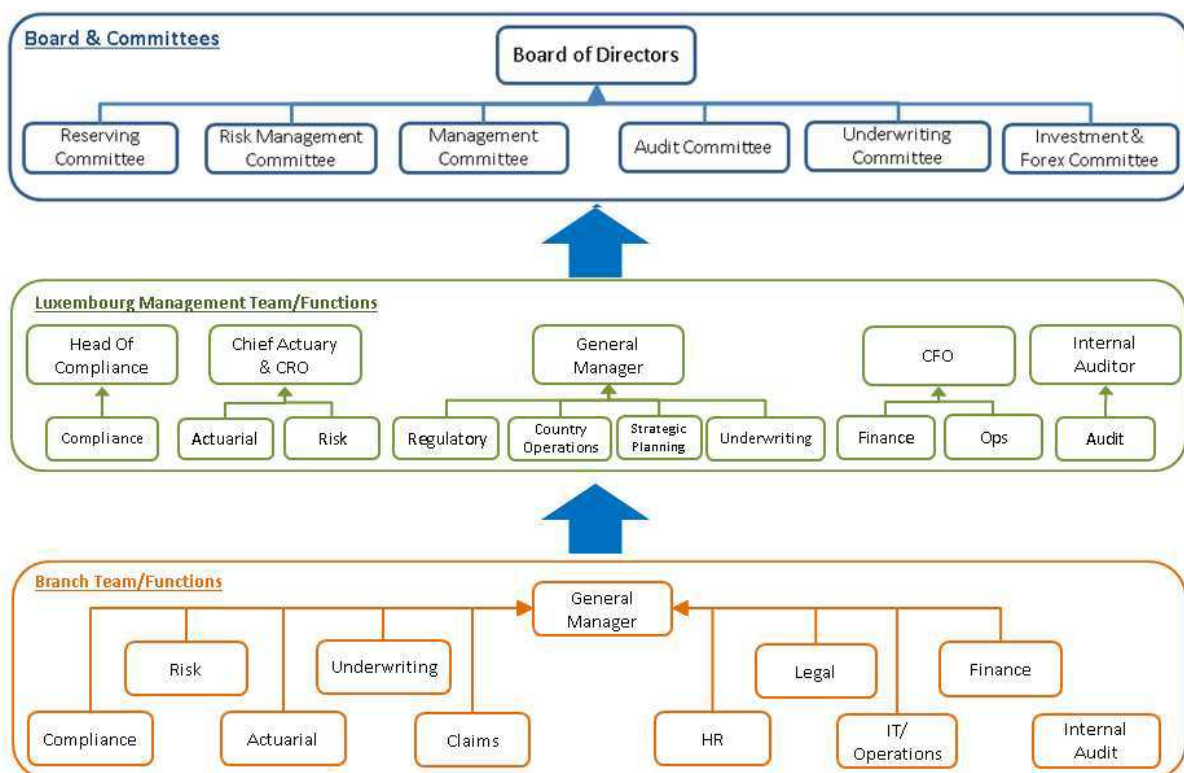 Board & Committees
Board of Directors
Reserving
Committee
Risk Management
Committee
Management
Committee
Audit Committee
Underwriting
Committee
Investment &
Forex Committee
Luxembourg Management Team/Functions
Head Of
Compliance
Chief Actuary
& CRO
General
Manager
CFO
Internal
Auditor
Compliance
Actuarial
Risk
Regulatory
Country
Operations
Strategic
Planning
Underwriting
Finance
Ops
Audit
Branch Team/Functions
General
Manager
Risk
Underwriting
Legal
Finance
Compliance
Actuarial
Claims
HR
IT/
Operations
Internal
Audit